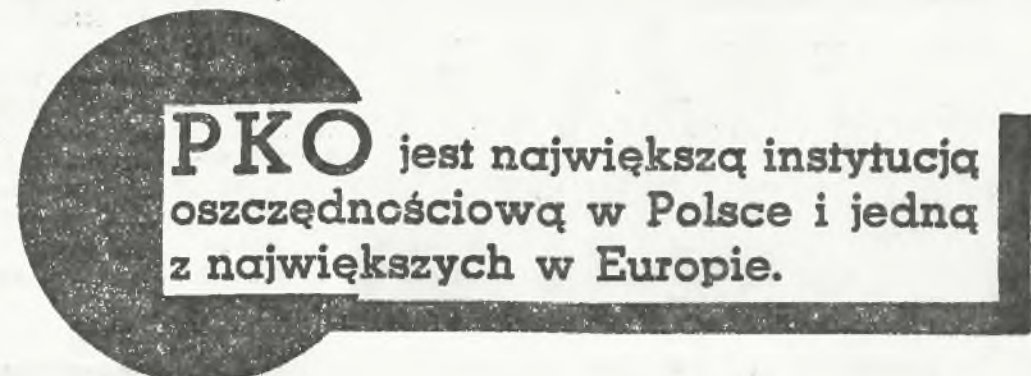 PKO jest największą instytucją
oszczędnościową w Polsce i jedną
z największych w Europie.